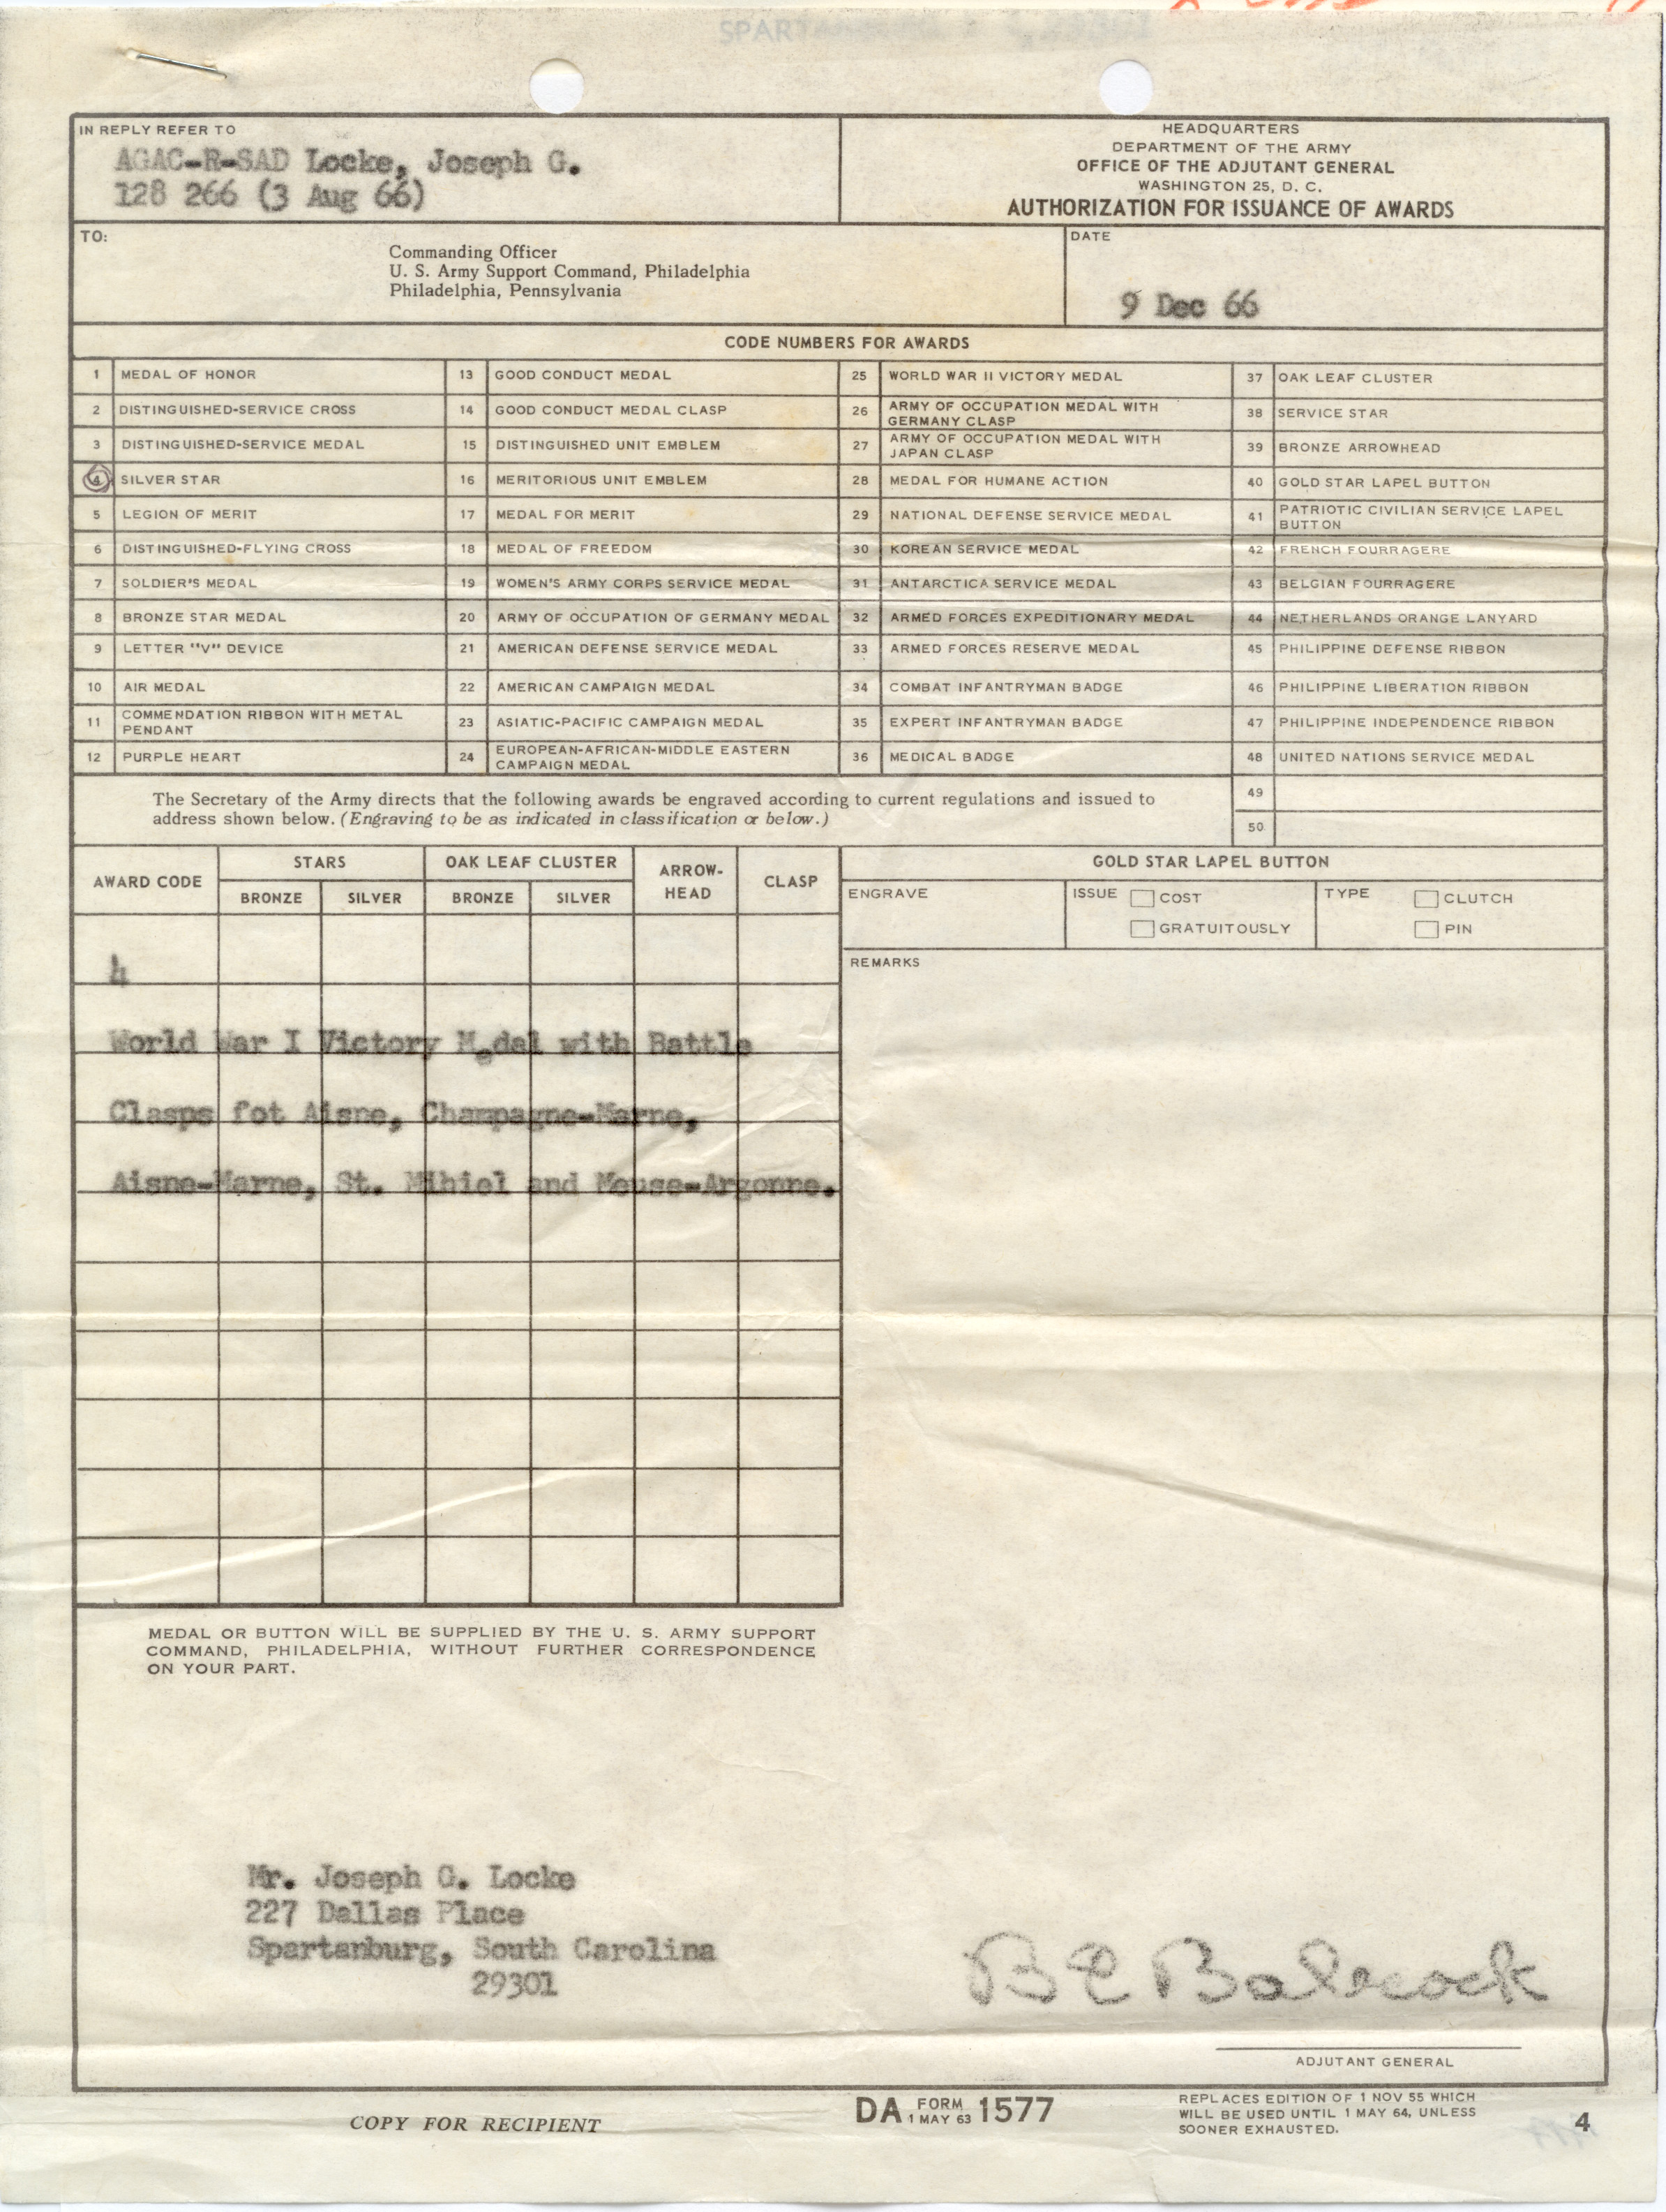 IN REPLY REFER TO
AGAC-R-SAD Locke, Joseph G.
128 266 (3 Aug 66)
HEADQUARTERS
DEPARTMENT OF THE ARMY
OFFICE OF THE ADJUTANT GENERAL
WASHINGTON 25, D. C.
AUTHORIZATION FOR ISSUANCE OF AWARDS
TO:
Commanding Officer
U. S. Army Support Command, Philadelphia
Philadelphia, Pennsylvania
DATE
9 Dec 66
CODE NUMBERS FOR AWARDS
1 MEDAL OF HONOR
2 DISTINGUISHED-SERVICE CROSS
3 DISTINGUISHED-SERVICE MEDAL
4 SILVER STAR
5 LEGION OF MERIT
6 DISTINGUISHED-FLYING CROSS
7 SOLDIER'S MEDAL
8 BRONZE STAR MEDAL
9 LETTER "V" DEVICE
10 AIR MEDAL
11 COMMENDATION RIBBON WITH METAL
PENDANT
12 PURPLE HEART
13 GOOD CONDUCT MEDAL
14 GOOD CONDUCT MEDAL CLASP
15 DISTINGUISHED UNIT EMBLEM
16 MERITORIOUS UNIT EMBLEM
17 MEDAL FOR MERIT
18 MEDAL OF FREEDOM
19 WOMEN'S ARMY CORPS SERVICE MEDAL
20 ARMY OF OCCUPATION OF GERMANY MEDAL
21 AMERICAN DEFENSE SERVICE MEDAL
22 AMERICAN CAMPAIGN MEDAL
23 ASIATIC-PACIFIC CAMPAIGN MEDAL
24 EUROPEAN-AFRICAN-MIDDLE EASTERN
CAMPAIGN MEDAL
25 WORLD WAR II VICTORY MEDAL
26 ARMY OF OCCUPATION MEDAL WITH
GERMANY CLASP
27 ARMY OF OCCUPATION MEDAL WITH
JAPAN CLASP
28 MEDAL FOR HUMANE ACTION
29 NATIONAL DEFENSE SERVICE MEDAL
30 KOREAN SERVICE MEDAL
31 ANTARCTICA SERVICE MEDAL
32 ARMED FORCES EXPEDITIONARY MEDAL
33 ARMED FORCES RESERVE MEDAL
34 COMBAT INFANTRYMAN BADGE
35 EXPERT INFANTRYMAN BADGE
36 MEDICAL BADGE
37 OAK LEAF CLUSTER
38 SERVICE STAR
39 BRONZE ARROWHEAD
40 GOLD STAR LAPEL BUTTON
41 PATRIOTIC CIVILIAN SERVICE LAPEL
BUTTON
42 FRENCH FOURRAGERE
43 BELGIAN FOURRAGERE
44 NETHERLANDS ORANGE LANYARD
45 PHILIPPINE DEFENSE RIBBON
46 PHILIPPINE LIBERATION RIBBON
47 PHILIPPINE INDEPENDENCE RIBBON
48 UNITED NATIONS SERVICE MEDAL
49
50
The Secretary of the Army directs that the following awards be engraved according to current regulations and issued to
address shown below. (Engraving to be as indicated in classification or below.)
AWARD CODE
STARS
BRONZE SILVER
OAK LEAF CLUSTER
BRONZE SILVER
ARROW-
HEAD
CLASP
GOLD STAR LAPEL BUTTON
ENGRAVE
ISSUE COST
GRATUITOUSLY
TYPE CLUTCH
PIN
REMARKS
4
World War I Victory Medal with Battle
Clasps fot Aisne, Champagne-Marne,
Aisne-Marne, St. Mihiel and Meuse-Argonne.
MEDAL OR BUTTON WILL BE SUPPLIED BY THE U. S. ARMY SUPPORT
COMMAND, PHILADELPHIA, WITHOUT FURTHER CORRESPONDENCE
ON YOUR PART.
Mr. Joseph G. Locke
227 Dallas Place
Spartanburg, South Carolina
29301
B E Babcock
ADJUTANT GENERAL
COPY FOR RECIPIENT
DA FORM 1577
1 MAY 63
REPLACES EDITION OF 1 NOV 55 WHICH
WILL BE USED UNTIL 1 MAY 64, UNLESS
SOONER EXHAUSTED.
4